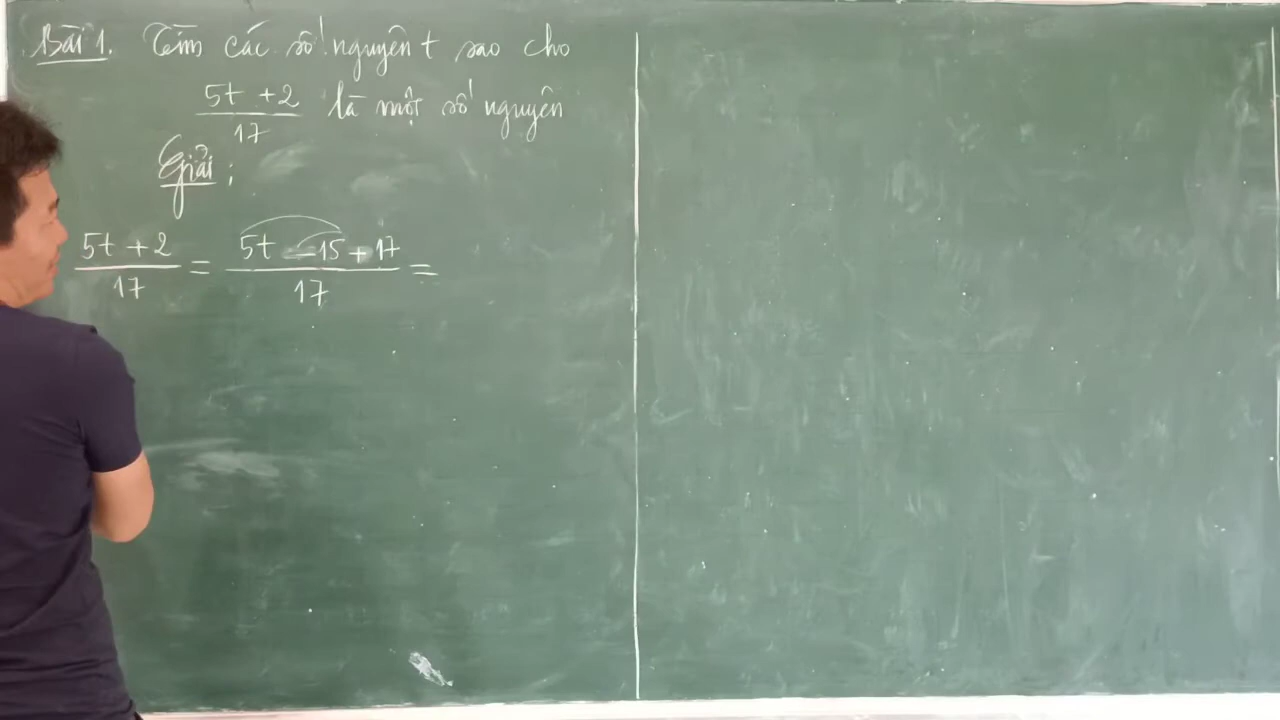 Bài 1. Tìm các số nguyên t sao cho
5t + 2 / 17 là một số nguyên
Giải:
5t + 2 / 17 = 5t - 15 + 17 / 17 =